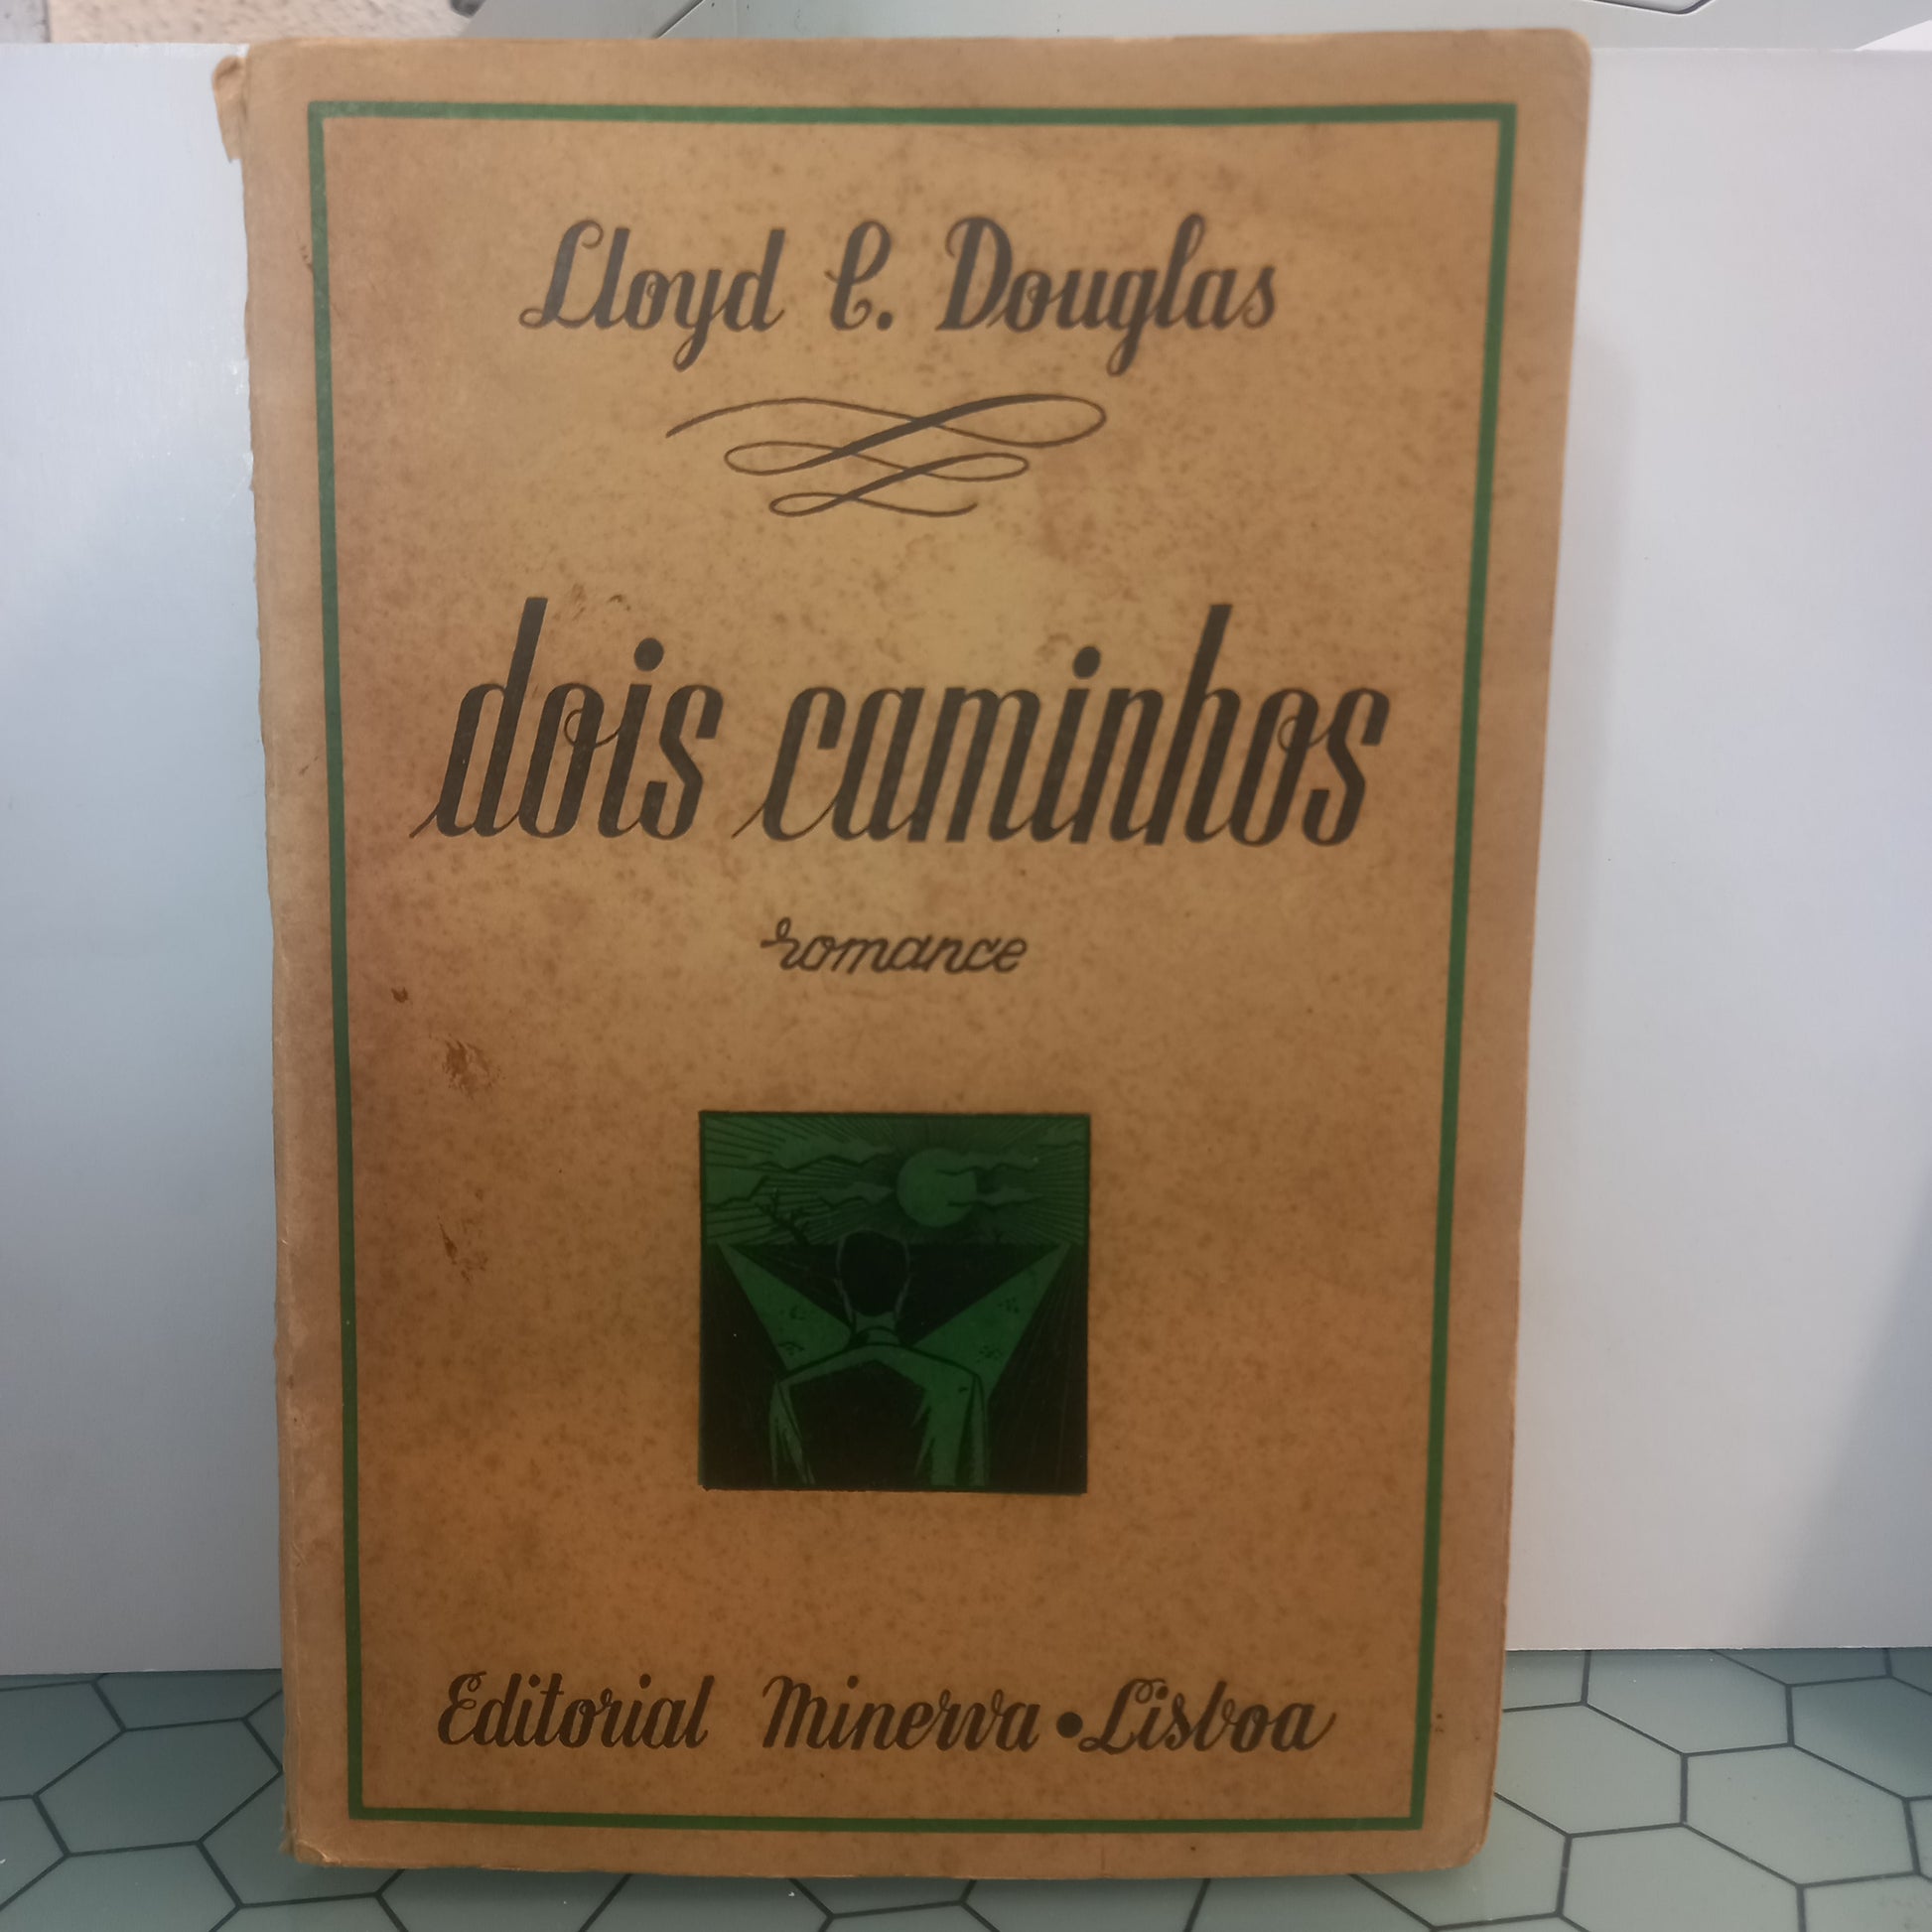 Lloyd C. Douglas
dois caminhos
romance
Editorial Minerva • Lisboa